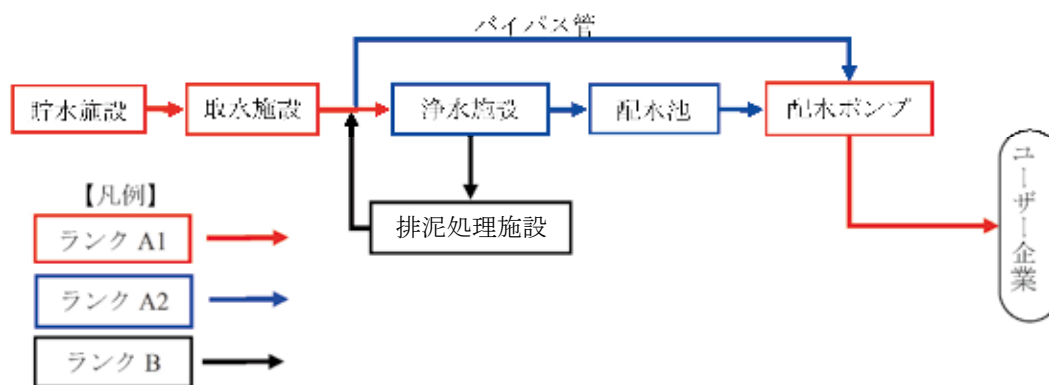 バイパス管
貯水施設
取水施設
浄水施設
配水池
配水ポンプ
ユーザー企業
排泥処理施設
【凡例】
ランク A1
ランク A2
ランク B